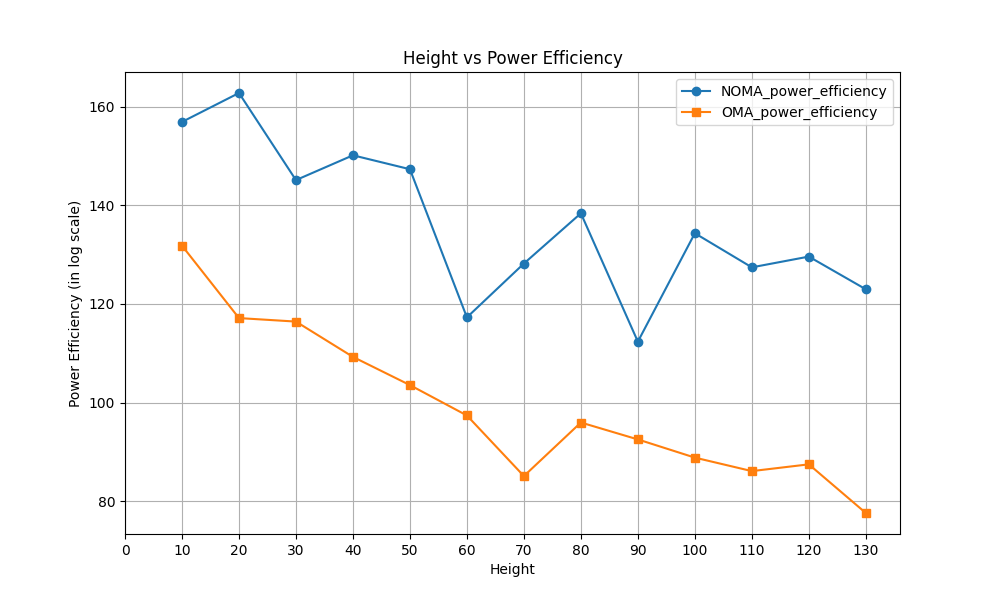 Height vs Power Efficiency
NOMA_power_efficiency
OMA_power_efficiency
Power Efficiency (in log scale)
160
140
120
100
80
0 10 20 30 40 50 60 70 80 90 100 110 120 130
Height